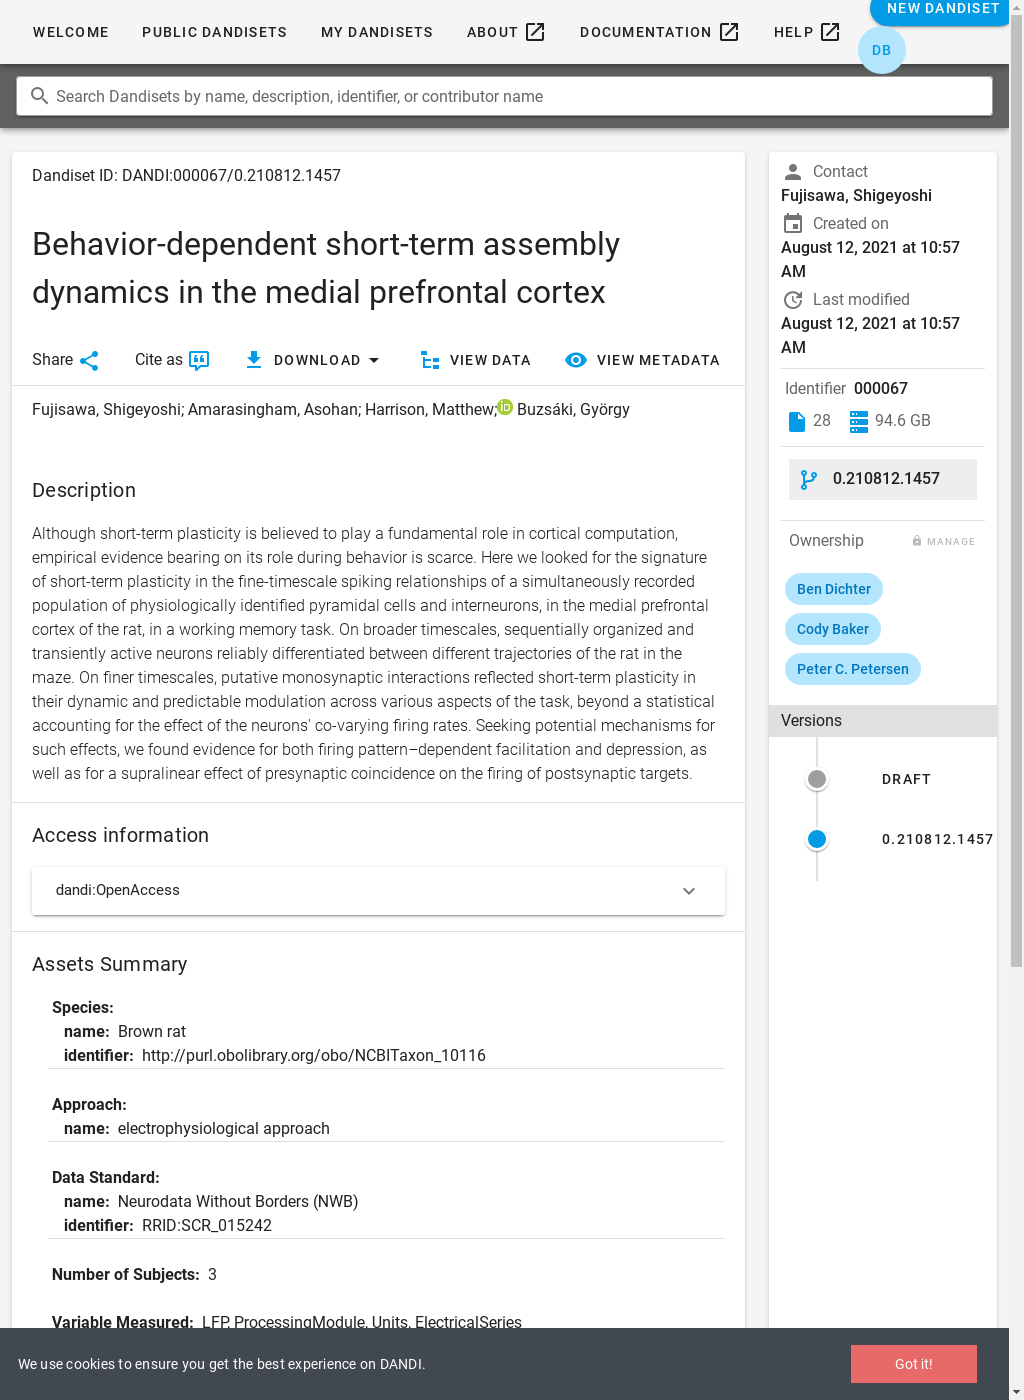 WELCOME
PUBLIC DANDISETS
MY DANDISETS
ABOUT
DOCUMENTATION
HELP
NEW DANDISET
DB
Search Dandisets by name, description, identifier, or contributor name
Dandiset ID: DANDI:000067/0.210812.1457
Behavior-dependent short-term assembly
dynamics in the medial prefrontal cortex
Share
Cite as
DOWNLOAD
VIEW DATA
VIEW METADATA
Fujisawa, Shigeyoshi; Amarasingham, Asohan; Harrison, Matthew; iD Buzsáki, György
Description
Although short-term plasticity is believed to play a fundamental role in cortical computation,
empirical evidence bearing on its role during behavior is scarce. Here we looked for the signature
of short-term plasticity in the fine-timescale spiking relationships of a simultaneously recorded
population of physiologically identified pyramidal cells and interneurons, in the medial prefrontal
cortex of the rat, in a working memory task. On broader timescales, sequentially organized and
transiently active neurons reliably differentiated between different trajectories of the rat in the
maze. On finer timescales, putative monosynaptic interactions reflected short-term plasticity in
their dynamic and predictable modulation across various aspects of the task, beyond a statistical
accounting for the effect of the neurons' co-varying firing rates. Seeking potential mechanisms for
such effects, we found evidence for both firing pattern–dependent facilitation and depression, as
well as for a supralinear effect of presynaptic coincidence on the firing of postsynaptic targets.
Access information
dandi:OpenAccess
Assets Summary
Species:
name: Brown rat
identifier: http://purl.obolibrary.org/obo/NCBITaxon_10116
Approach:
name: electrophysiological approach
Data Standard:
name: Neurodata Without Borders (NWB)
identifier: RRID:SCR_015242
Number of Subjects: 3
Variable Measured: LFP, ProcessingModule, Units, ElectricalSeries
Contact
Fujisawa, Shigeyoshi
Created on
August 12, 2021 at 10:57
AM
Last modified
August 12, 2021 at 10:57
AM
Identifier 000067
28
94.6 GB
0.210812.1457
Ownership
MANAGE
Ben Dichter
Cody Baker
Peter C. Petersen
Versions
DRAFT
0.210812.1457
We use cookies to ensure you get the best experience on DANDI.
Got it!